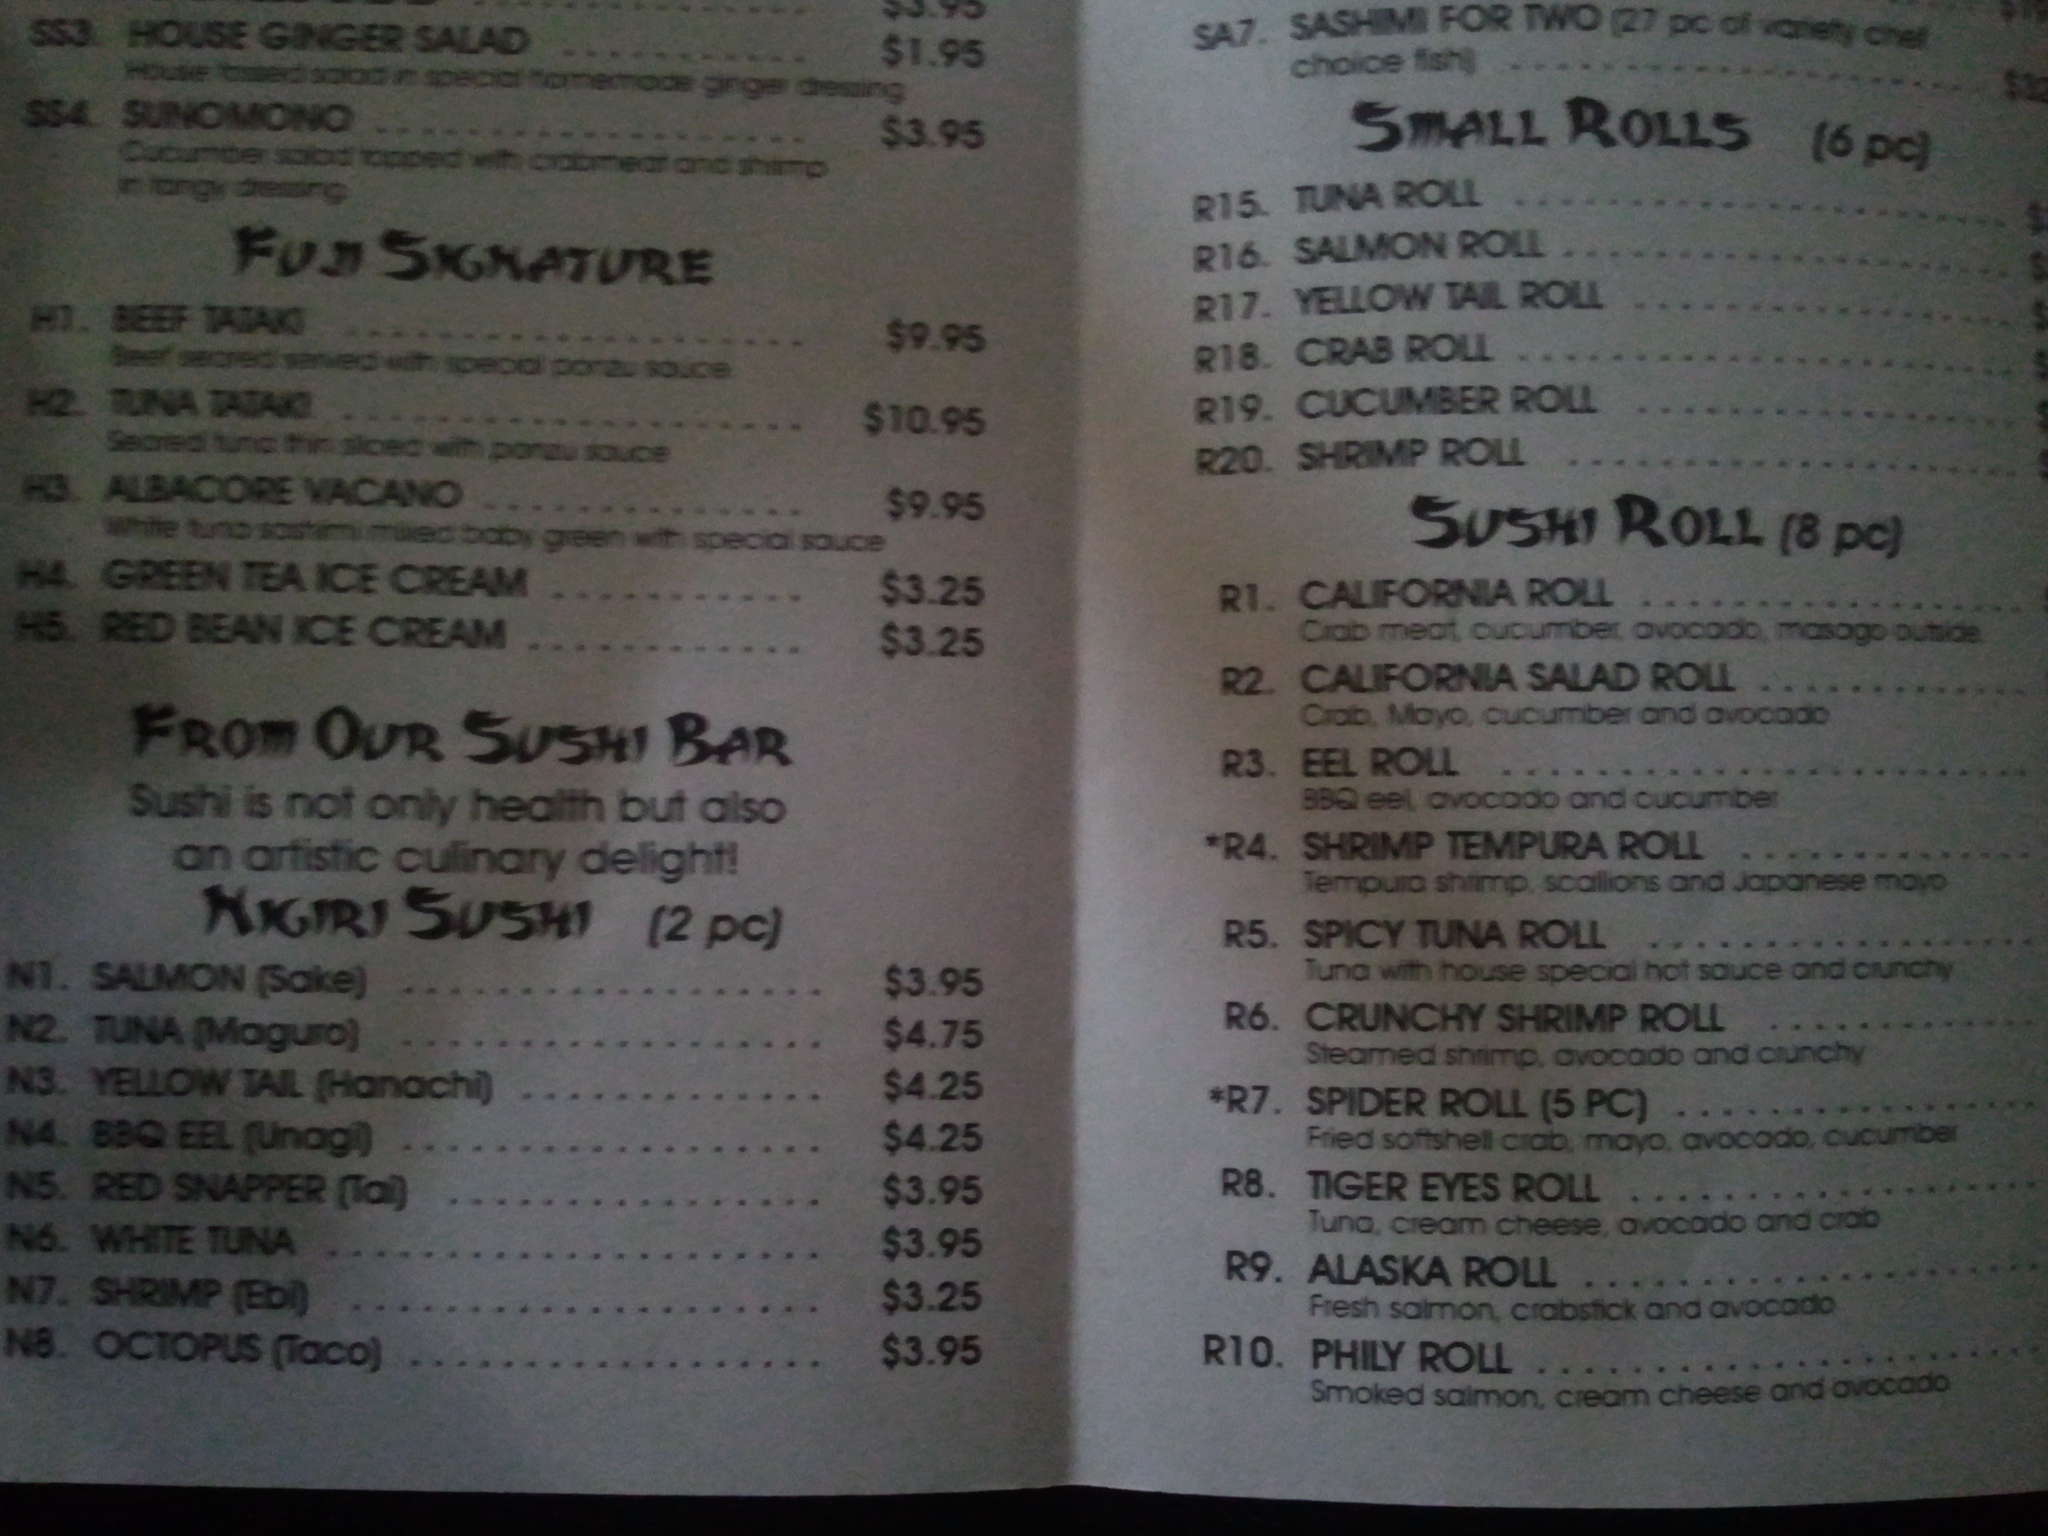 $3.95
SS3. HOUSE GINGER SALAD ........... $1.95
House tossed salad in special homemade ginger dressing
SS4. SUNOMONO .................. $3.95
Cucumber salad topped with crabmeat and shrimp
in tangy dressing
FUJI SIGNATURE
H1. BEEF TATAKI .................... $9.95
Beef seared served with special ponzu sauce
H2. TUNA TATAKI .................... $10.95
Seared tuna thin sliced with ponzu sauce
H3. ALBACORE VACANO .............. $9.95
White tuna sashimi mixed baby green with special sauce
H4. GREEN TEA ICE CREAM ........... $3.25
H5. RED BEAN ICE CREAM ............ $3.25
FROM OUR SUSHI BAR
Sushi is not only health but also
an artistic culinary delight!
NIGIRI SUSHI (2 pc)
N1. SALMON (Sake) .................. $3.95
N2. TUNA (Maguro) .................. $4.75
N3. YELLOW TAIL (Hanachi) ............. $4.25
N4. BBQ EEL (Unagi) .................. $4.25
N5. RED SNAPPER (Tai) ................ $3.95
N6. WHITE TUNA ..................... $3.95
N7. SHRIMP (Ebi) .................... $3.25
N8. OCTOPUS (Taco) .................. $3.95
SA7. SASHIMI FOR TWO (27 pc of variety chef
choice fish) ....................
SMALL ROLLS (6 pc)
R15. TUNA ROLL .....................
R16. SALMON ROLL ...................
R17. YELLOW TAIL ROLL ................
R18. CRAB ROLL .....................
R19. CUCUMBER ROLL ................
R20. SHRIMP ROLL ...................
SUSHI ROLL (8 pc)
R1. CALIFORNIA ROLL .................
Crab meat, cucumber, avocado, masago outside
R2. CALIFORNIA SALAD ROLL ............
Crab, Mayo, cucumber and avocado
R3. EEL ROLL .......................
BBQ eel, avocado and cucumber
*R4. SHRIMP TEMPURA ROLL .............
Tempura shrimp, scallions and Japanese mayo
R5. SPICY TUNA ROLL .................
Tuna with house special hot sauce and crunchy
R6. CRUNCHY SHRIMP ROLL ............
Steamed shrimp, avocado and crunchy
*R7. SPIDER ROLL (5 PC) ................
Fried softshell crab, mayo, avocado, cucumber
R8. TIGER EYES ROLL ..................
Tuna, cream cheese, avocado and crab
R9. ALASKA ROLL ....................
Fresh salmon, crabstick and avocado
R10. PHILY ROLL ......................
Smoked salmon, cream cheese and avocado